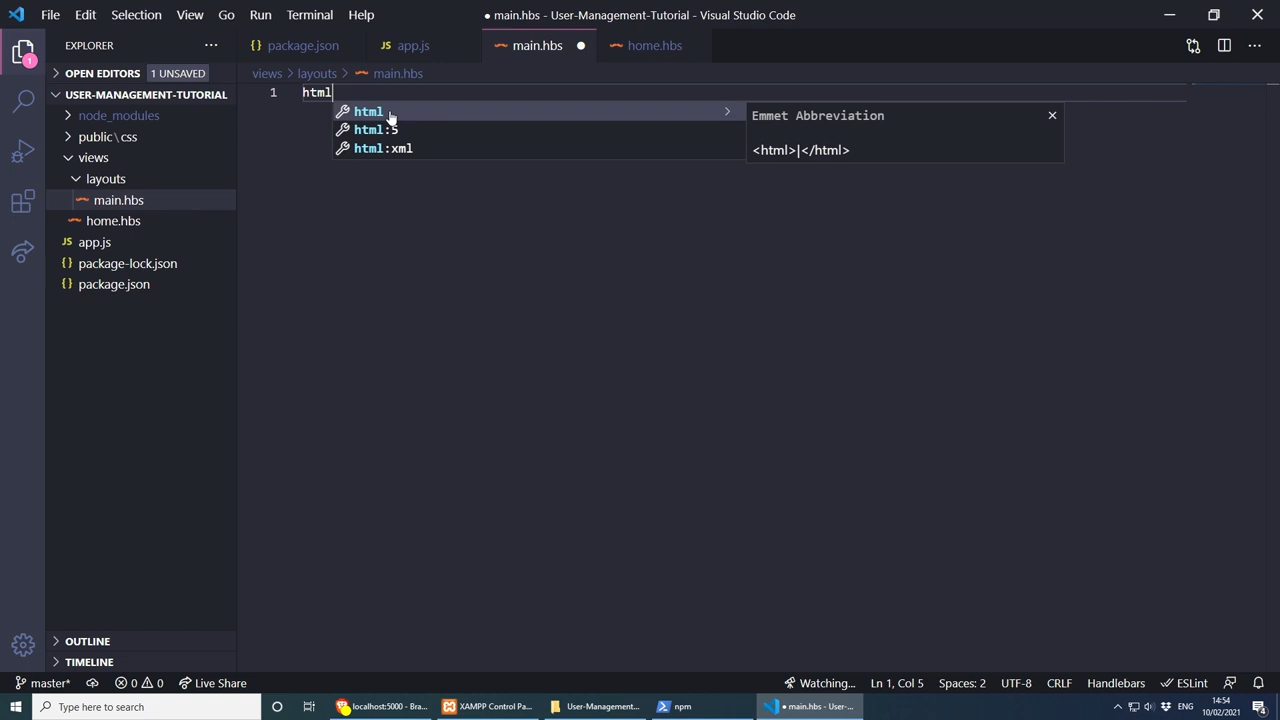 File Edit Selection View Go Run Terminal Help
● main.hbs - User-Management-Tutorial - Visual Studio Code
EXPLORER
package.json
JS app.js
main.hbs
home.hbs
1
OPEN EDITORS 1 UNSAVED
views > layouts > main.hbs
USER-MANAGEMENT-TUTORIAL
node_modules
public\css
views
layouts
main.hbs
home.hbs
JS app.js
{} package-lock.json
{} package.json
1 html
html
html:5
html:xml
Emmet Abbreviation
<html>|</html>
OUTLINE
TIMELINE
master* 0 0 Live Share
Watching... Ln 1, Col 5 Spaces: 2 UTF-8 CRLF Handlebars ESLint
Type here to search
localhost:5000 - Bra...
XAMPP Control Pa...
User-Management...
npm
● main.hbs - User-...
ENG
14:54
10/02/2021
4